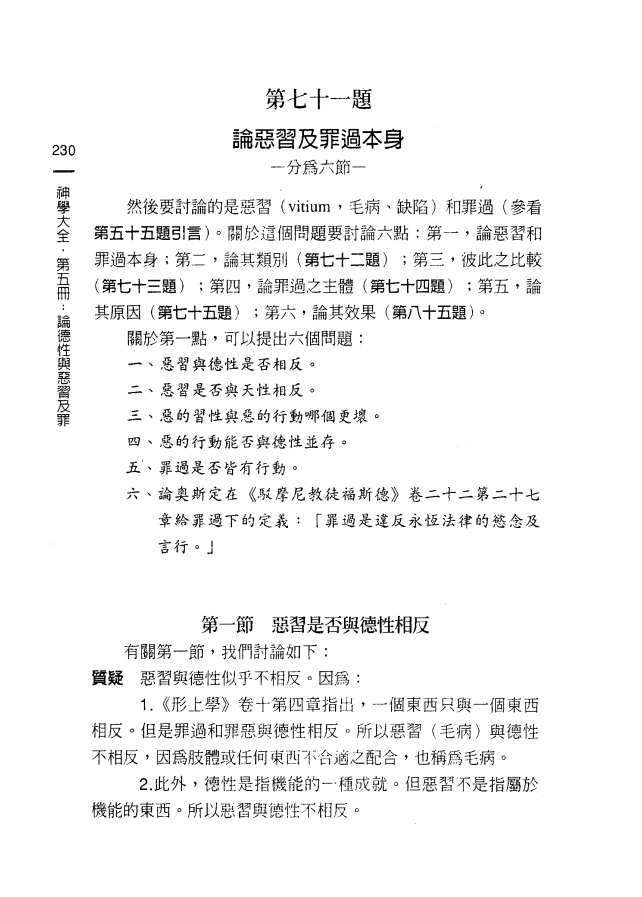 第七十一題
論惡習及罪過本身
—分爲六節—
230
神學大全．第五冊：論德性與惡習及罪
然後要討論的是惡習（vitium，毛病、缺陷）和罪過（參看
第五十五題引言）。關於這個問題要討論六點：第一，論惡習和
罪過本身；第二，論其類別（第七十二題）；第三，彼此之比較
（第七十三題）；第四，論罪過之主體（第七十四題）；第五，論
其原因（第七十五題）；第六，論其效果（第八十五題）。
關於第一點，可以提出六個問題：
一、惡習與德性是否相反。
二、惡習是否與天性相反。
三、惡的習性與惡的行動哪個更壞。
四、惡的行動能否與德性並存。
五、罪過是否皆有行動。
六、論奧斯定在《駁摩尼教徒福斯德》卷二十二第二十七
章給罪過下的定義：「罪過是違反永恆法律的慾念及
言行。」
第一節　惡習是否與德性相反
有關第一節，我們討論如下：
質疑　惡習與德性似乎不相反。因爲：
1.《形上學》卷十第四章指出，一個東西只與一個東西
相反。但是罪過和罪惡與德性相反。所以惡習（毛病）與德性
不相反，因爲肢體或任何東西不合適之配合，也稱爲毛病。
2.此外，德性是指機能的一種成就。但惡習不是指屬於
機能的東西。所以惡習與德性不相反。